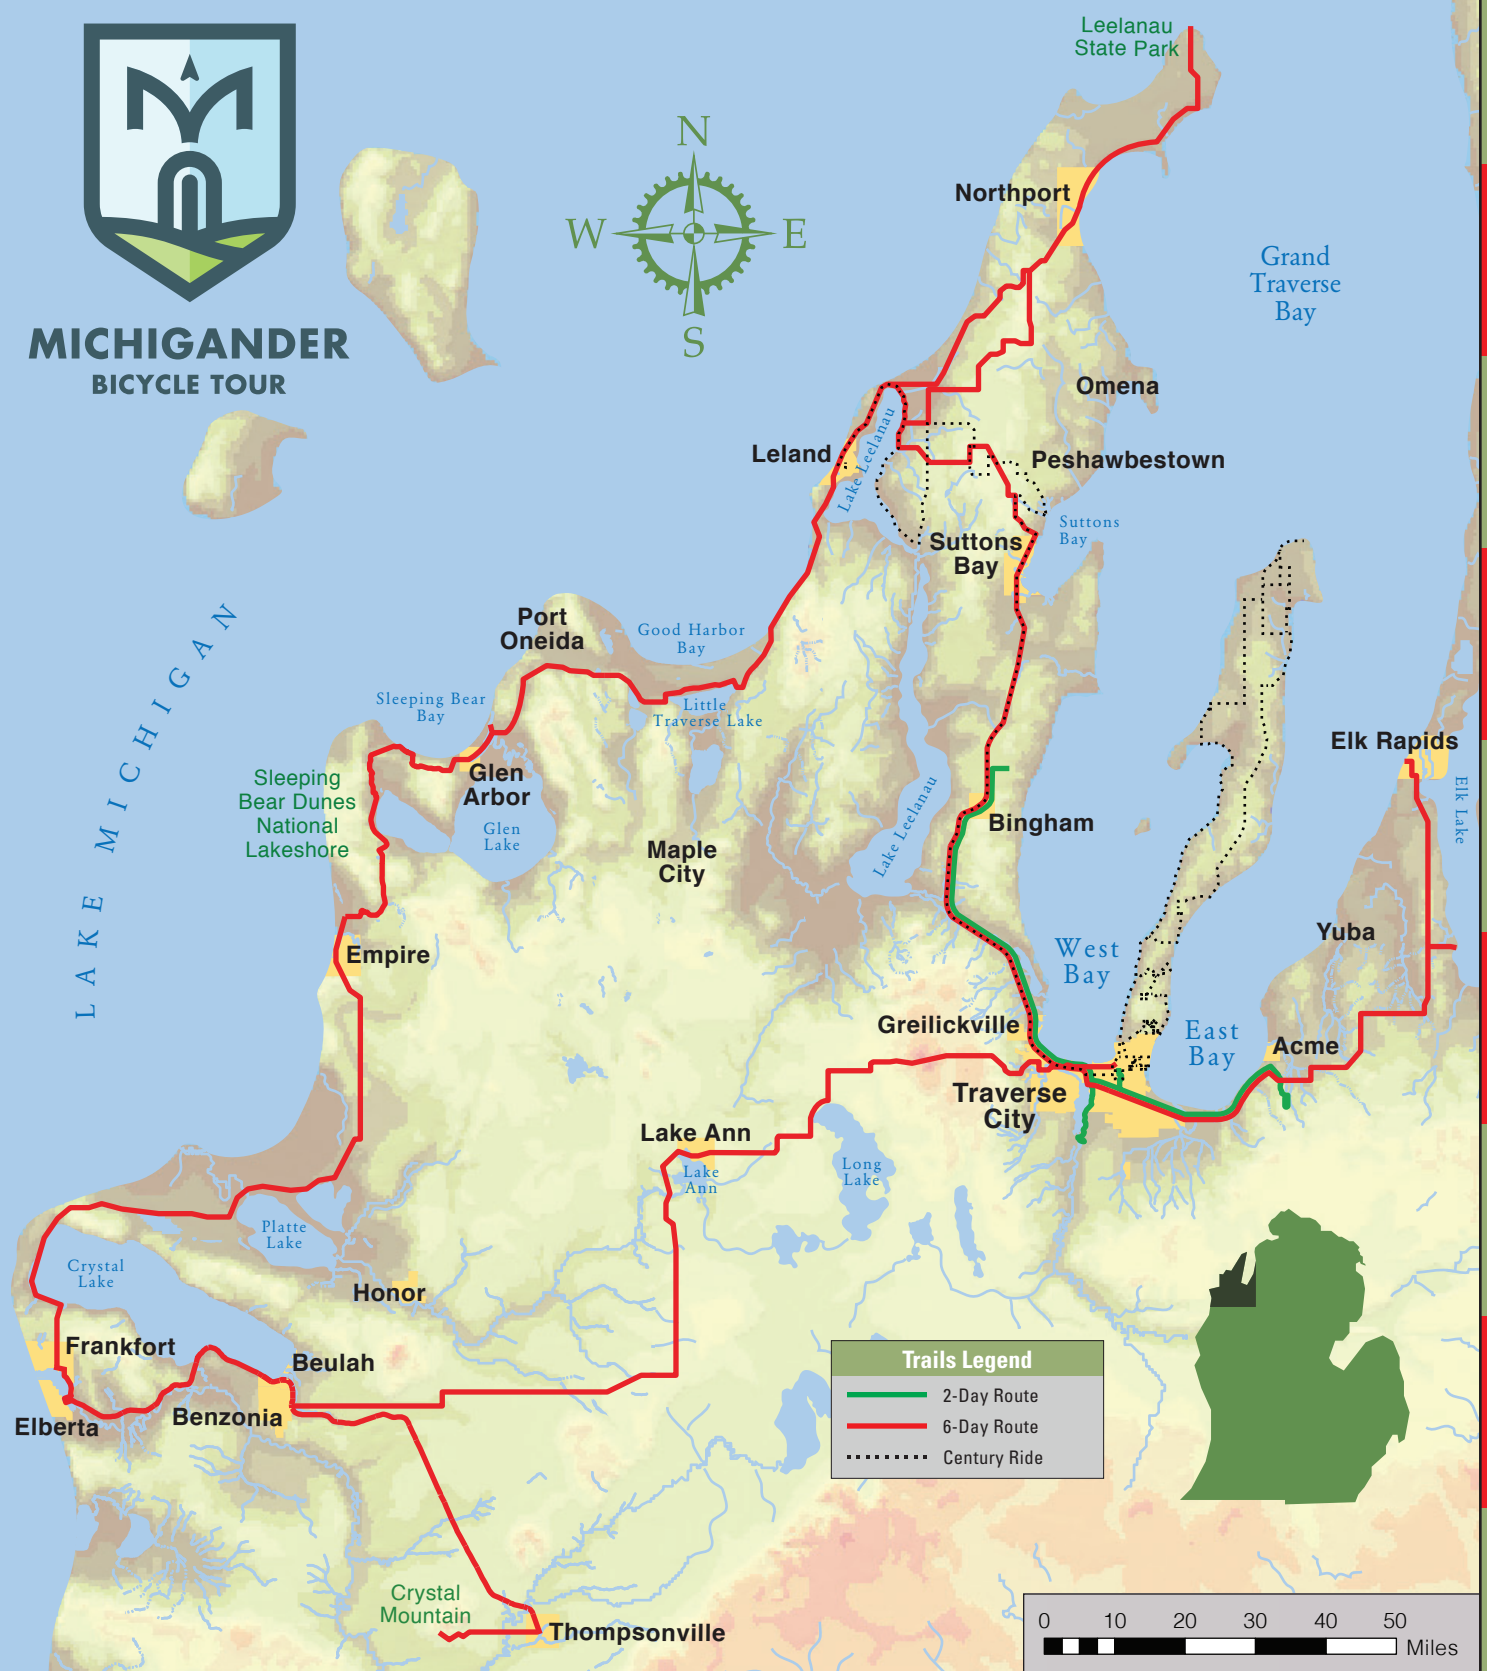 Leelanau
State Park
N
W
E
S
MICHIGANDER
BICYCLE TOUR
Northport
Grand
Traverse
Bay
Omena
Leland
Lake Leelanau
Peshawbestown
Suttons
Bay
Suttons
Bay
LAKE MICHIGAN
Port
Oneida
Good Harbor
Bay
Sleeping Bear
Bay
Little
Traverse Lake
Elk Rapids
Elk Lake
Glen
Arbor
Sleeping
Bear Dunes
National
Lakeshore
Glen
Lake
Maple
City
Lake Leelanau
Bingham
Yuba
Empire
West
Bay
Greilickville
East
Bay
Acme
Traverse
City
Lake Ann
Lake
Ann
Long
Lake
Platte
Lake
Crystal
Lake
Honor
Frankfort
Beulah
Elberta
Benzonia
Trails Legend
2-Day Route
6-Day Route
Century Ride
Crystal
Mountain
Thompsonville
0 10 20 30 40 50
Miles